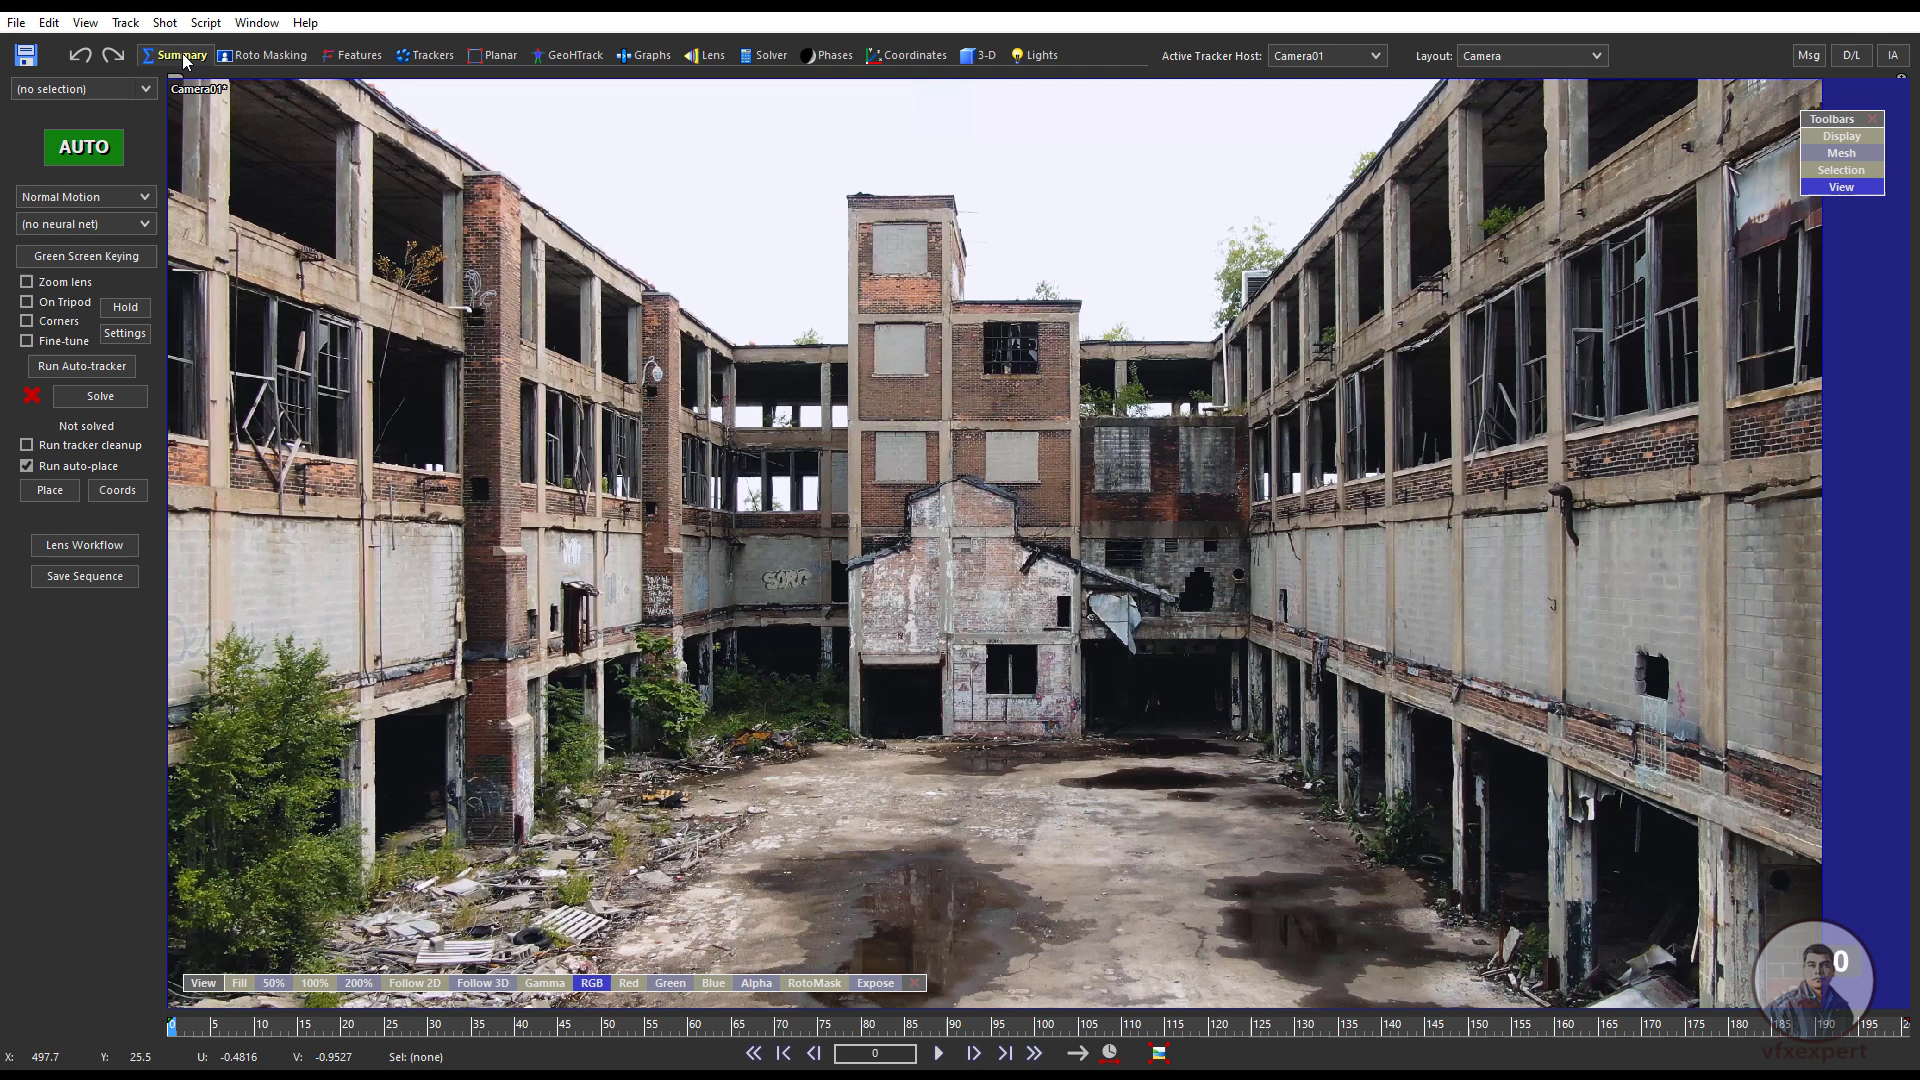 File Edit View Track Shot Script Window Help
Summary Roto Masking Features Trackers Planar GeoHTrack Graphs Lens Solver Phases Coordinates 3-D Lights Active Tracker Host: Camera01 Layout: Camera Msg D/L IA
(no selection)
Camera01*
Toolbars
Display
Mesh
Selection
View
AUTO
Normal Motion
(no neural net)
Green Screen Keying
Zoom lens
On Tripod Hold
Corners
Fine-tune Settings
Run Auto-tracker
Solve
Not solved
Run tracker cleanup
Run auto-place
Place Coords
Lens Workflow
Save Sequence
SORG
0
View Fill 50% 100% 200% Follow 2D Follow 3D Gamma RGB Red Green Blue Alpha RotoMask Expose
0 5 10 15 20 25 30 35 40 45 50 55 60 65 70 75 80 85 90 95 100 105 110 115 120 125 130 135 140 145 150 155 160 165 170 175 180 185 190 195
X: 497.7 Y: 25.5 U: -0.4816 V: -0.9527 Sel: (none) 0
vfxexpert